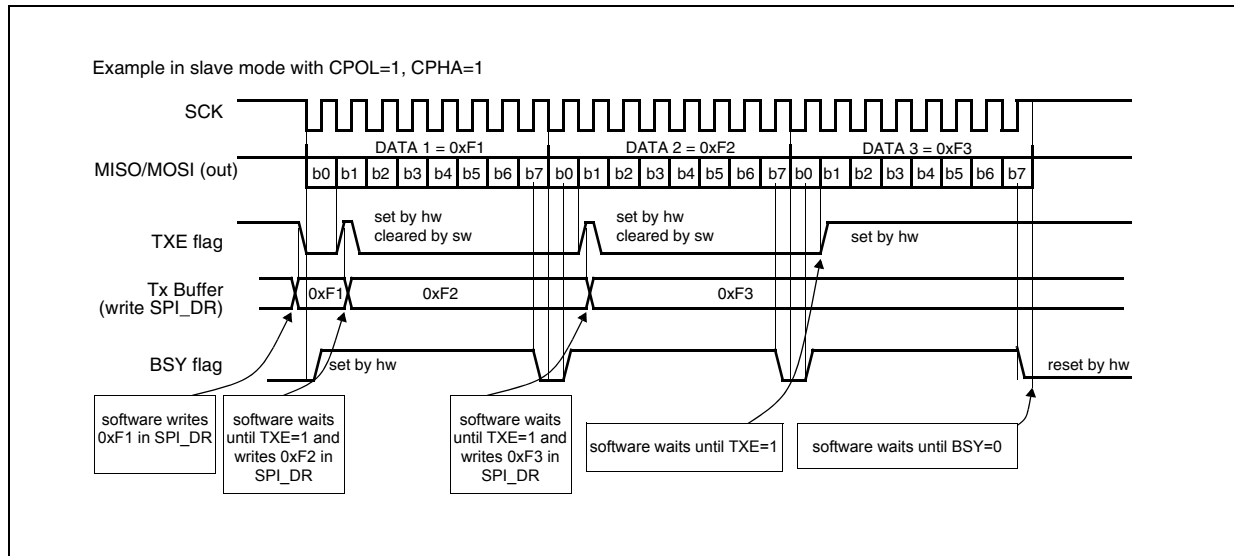 Example in slave mode with CPOL=1, CPHA=1
SCK
DATA 1 = 0xF1
DATA 2 = 0xF2
DATA 3 = 0xF3
MISO/MOSI (out)
b0 b1 b2 b3 b4 b5 b6 b7 b0 b1 b2 b3 b4 b5 b6 b7 b0 b1 b2 b3 b4 b5 b6 b7
TXE flag
set by hw
cleared by sw
set by hw
cleared by sw
set by hw
Tx Buffer
(write SPI_DR)
0xF1
0xF2
0xF3
BSY flag
set by hw
reset by hw
software writes
0xF1 in SPI_DR
software waits
until TXE=1 and
writes 0xF2 in
SPI_DR
software waits
until TXE=1 and
writes 0xF3 in
SPI_DR
software waits until TXE=1
software waits until BSY=0